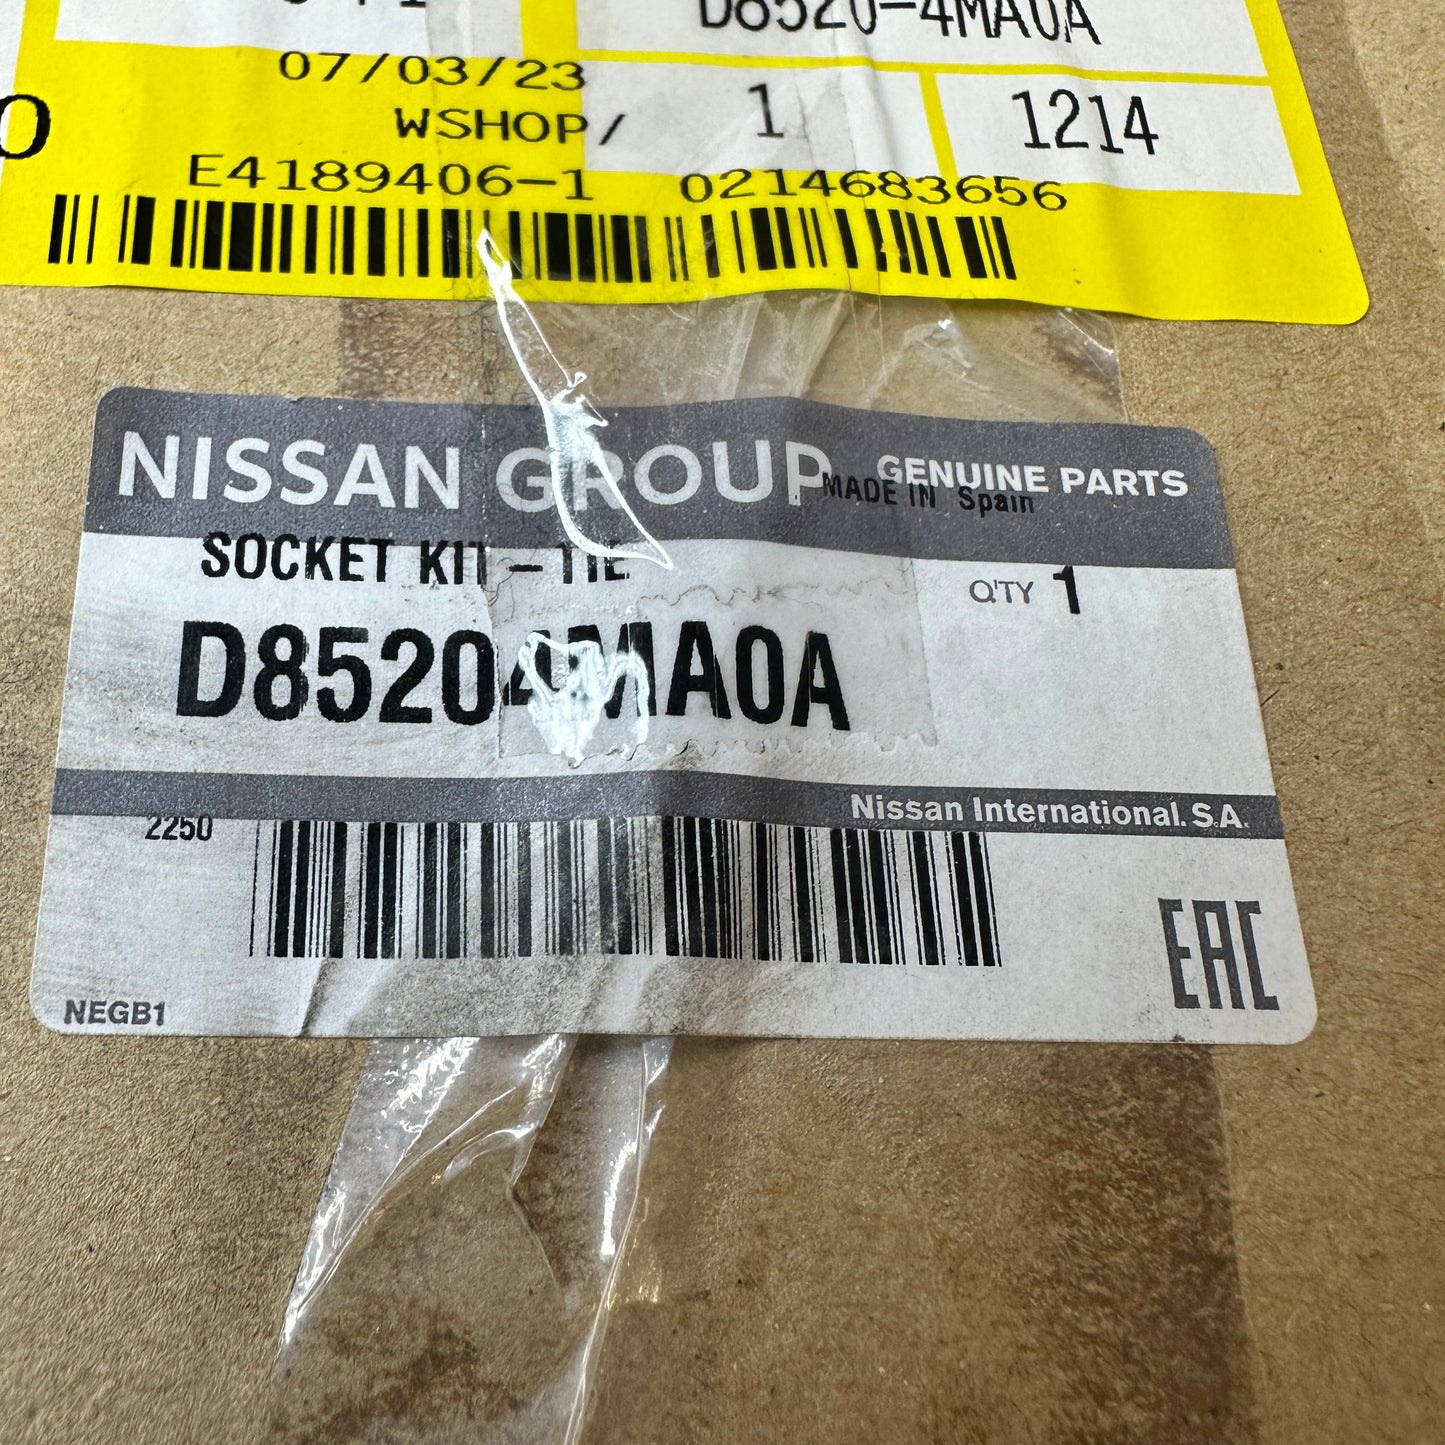 D8520-4MA0A
07/03/23
WSHOP/ 1 1214
E4189406-1 0214683656
NISSAN GROUP GENUINE PARTS
MADE IN Spain
SOCKET KIT - TIE
Q'TY 1
D85204MA0A
Nissan International. S.A.
2250
EAC
NEGB1